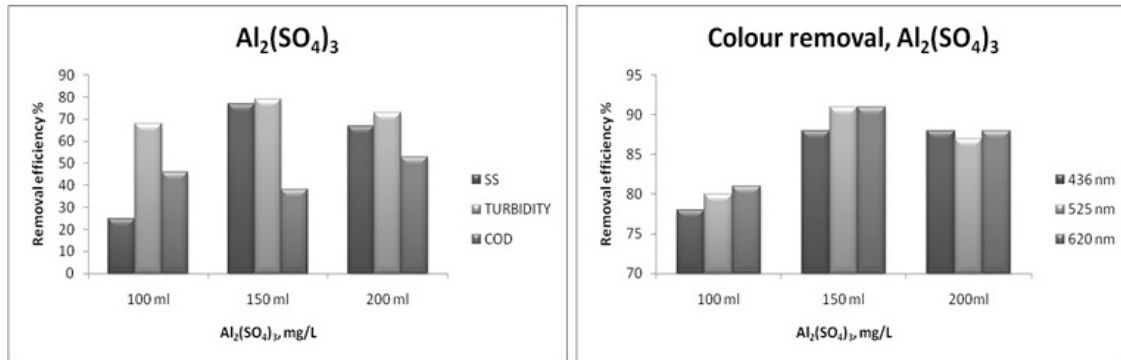 Al₂(SO₄)₃
Removal efficiency %
90
80
70
60
50
40
30
20
10
0
100 ml
150 ml
200 ml
Al₂(SO₄)₃, mg/L
SS
TURBIDITY
COD
Colour removal, Al₂(SO₄)₃
Removal efficiency %
95
90
85
80
75
70
100 ml
150 ml
200ml
Al₂(SO₄)₃, mg/L
436 nm
525 nm
620 nm